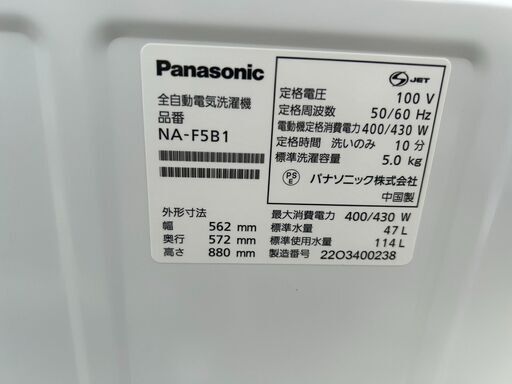 Panasonic
全自動電気洗濯機
品番
NA-F5B1
外形寸法
幅 562 mm
奥行 572 mm
高さ 880 mm
S JET
定格電圧 100 V
定格周波数 50/60 Hz
電動機定格消費電力 400/430 W
定格時間 洗いのみ 10 分
標準洗濯容量 5.0 kg
PS E パナソニック株式会社
中国製
最大消費電力 400/430 W
標準水量 47 L
標準使用水量 114 L
製造番号 22O3400238